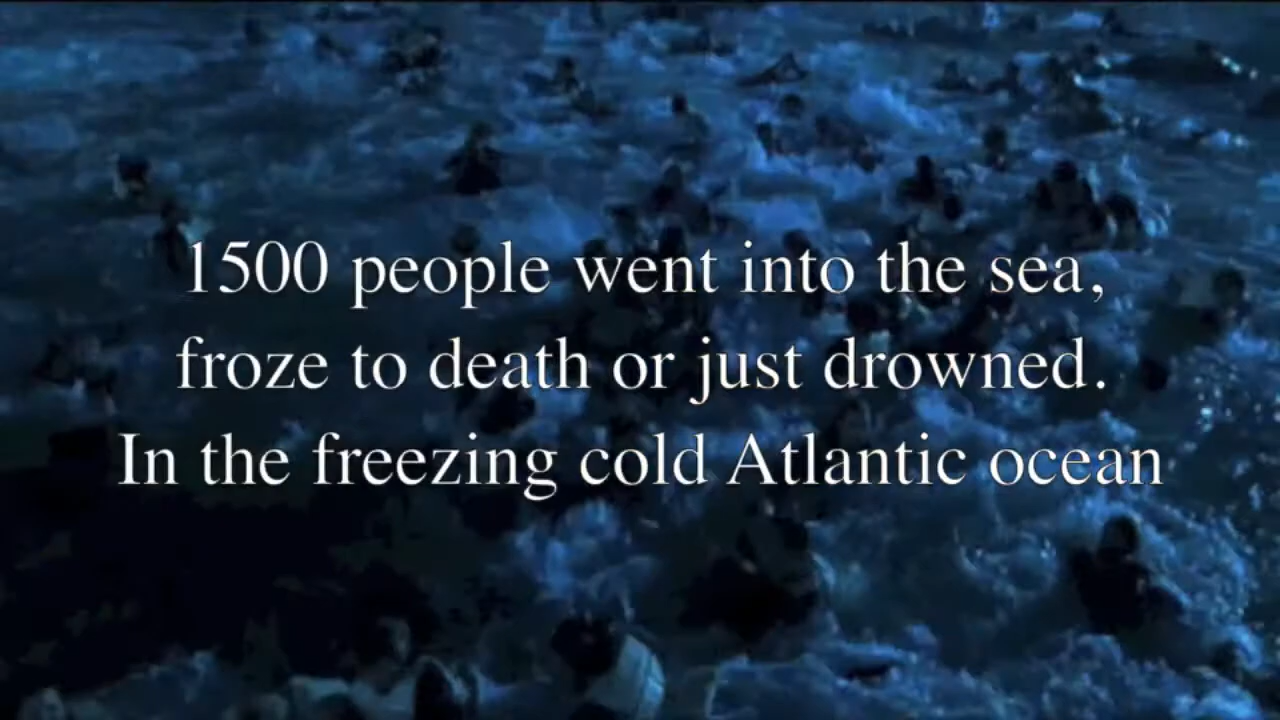 1500 people went into the sea,
froze to death or just drowned.
In the freezing cold Atlantic ocean